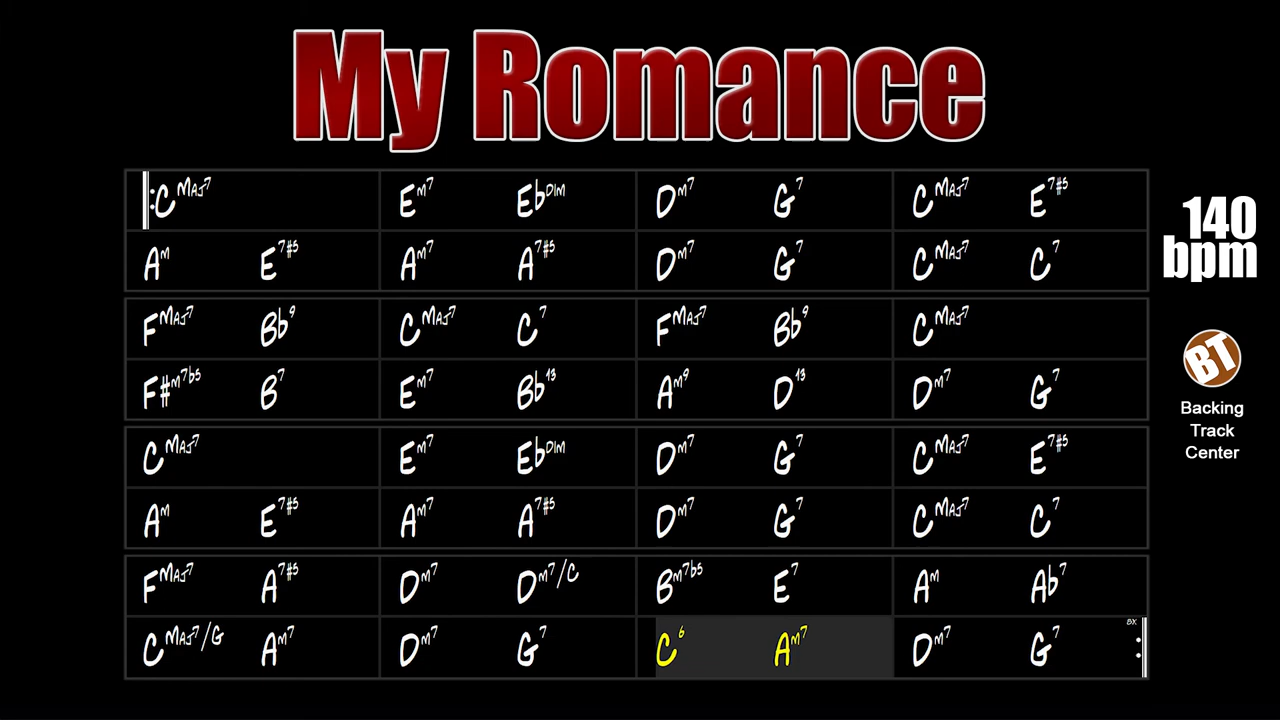 My Romance
CMaj7 Em7 EbDim Dm7 G7 CMaj7 E7#5
Am E7#5 Am7 A7#5 Dm7 G7 CMaj7 C7
FMaj7 Bb9 CMaj7 C7 FMaj7 Bb9 CMaj7
F#m7b5 B7 Em7 Bb13 Am9 D13 Dm7 G7
CMaj7 Em7 EbDim Dm7 G7 CMaj7 E7#5
Am E7#5 Am7 A7#5 Dm7 G7 CMaj7 C7
FMaj7 A7#5 Dm7 Dm7/C Bm7b5 E7 Am Ab7
CMaj7/G Am7 Dm7 G7 C6 Am7 Dm7 G7
140
bpm
BT
Backing
Track
Center